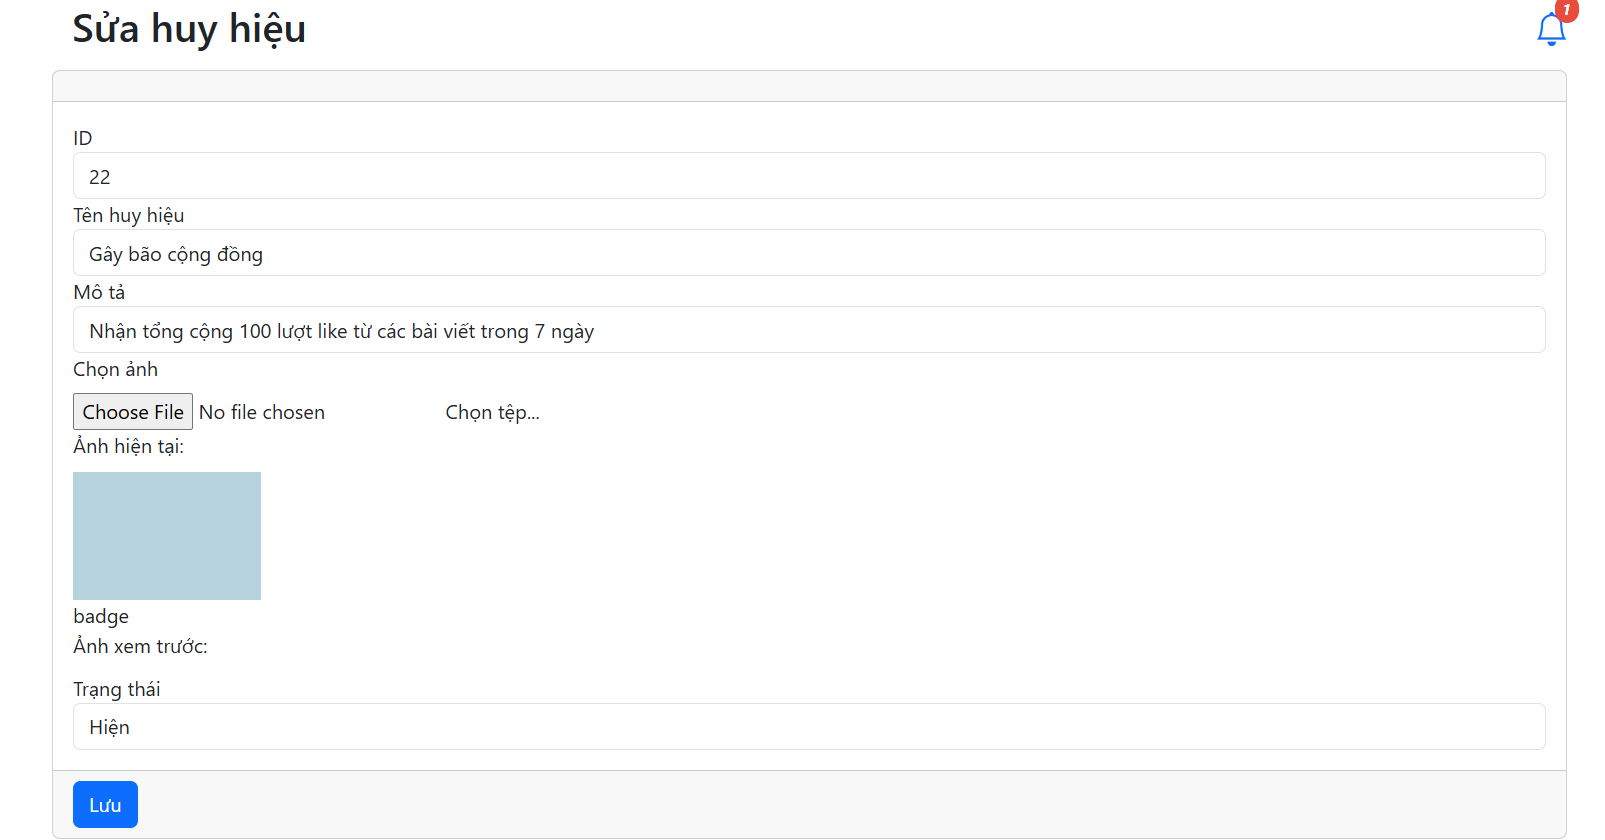 Sửa huy hiệu
1
ID
22
Tên huy hiệu
Gây bão cộng đồng
Mô tả
Nhận tổng cộng 100 lượt like từ các bài viết trong 7 ngày
Chọn ảnh
Choose File No file chosen Chọn tệp...
Ảnh hiện tại:
badge
Ảnh xem trước:
Trạng thái
Hiện
Lưu